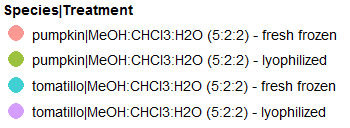 Species|Treatment
pumpkin|MeOH:CHCl3:H2O (5:2:2) - fresh frozen
pumpkin|MeOH:CHCl3:H2O (5:2:2) - lyophilized
tomatillo|MeOH:CHCl3:H2O (5:2:2) - fresh frozen
tomatillo|MeOH:CHCl3:H2O (5:2:2) - lyophilized